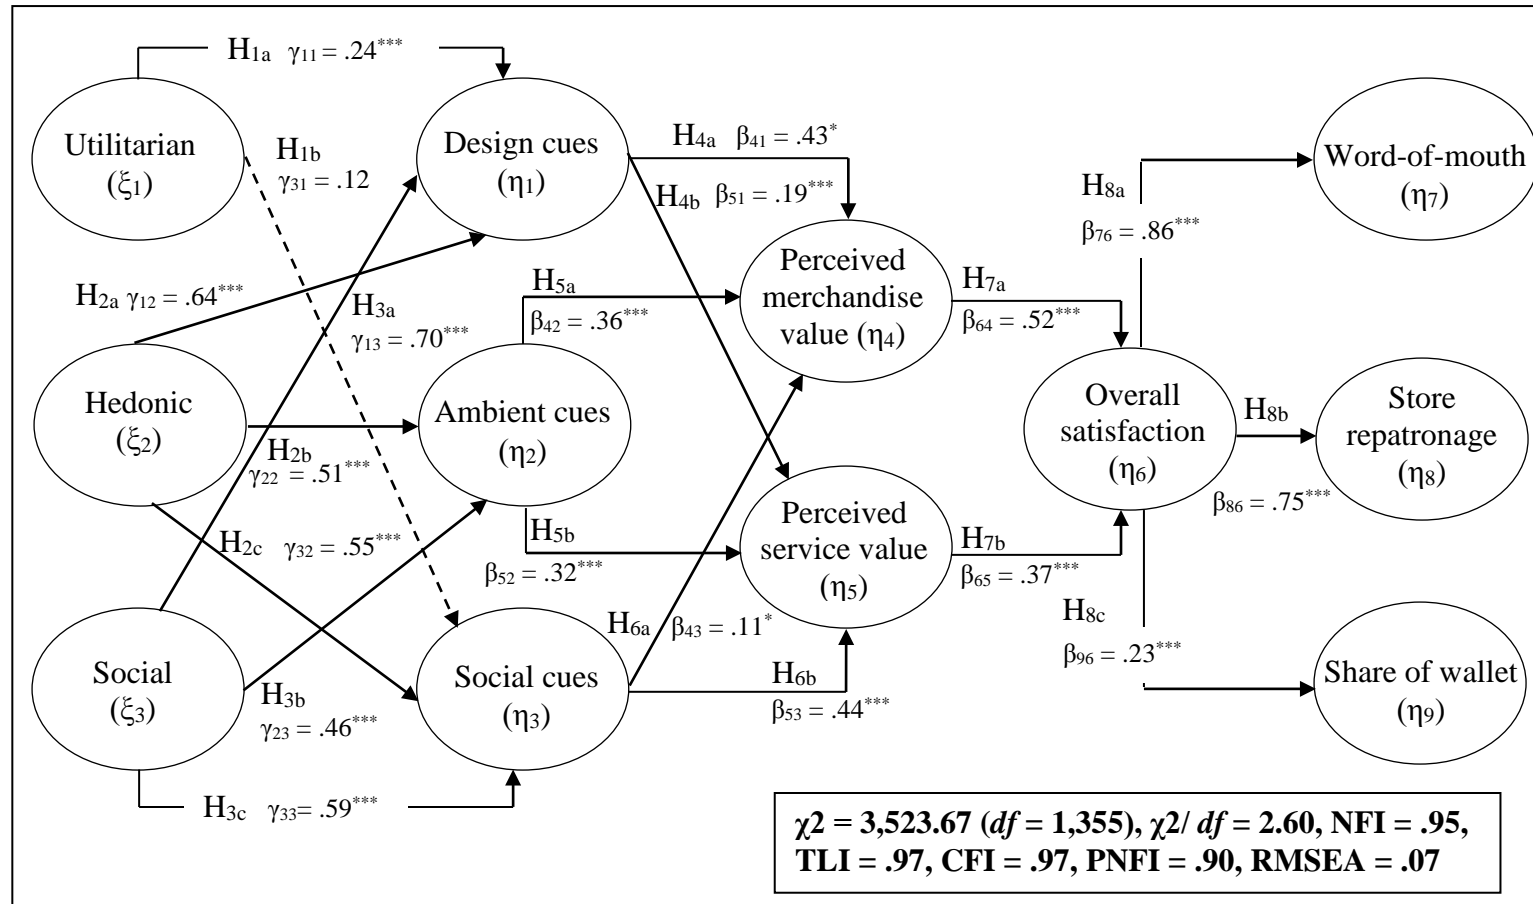 H1a γ11 = .24***
Utilitarian
(ξ1)
H1b
γ31 = .12
Design cues
(η1)
H4a β41 = .43*
H4b β51 = .19***
H8a
β76 = .86***
Word-of-mouth
(η7)
H2a γ12 = .64***
H3a
γ13 = .70***
H5a
β42 = .36***
Perceived
merchandise
value (η4)
H7a
β64 = .52***
Hedonic
(ξ2)
H2b
γ22 = .51***
Ambient cues
(η2)
Overall
satisfaction
(η6)
H8b
β86 = .75***
Store
repatronage
(η8)
H2c γ32 = .55***
H5b
β52 = .32***
Perceived
service value
(η5)
H7b
β65 = .37***
Social
(ξ3)
H3b
γ23 = .46***
Social cues
(η3)
H6a β43 = .11*
H6b
β53 = .44***
H8c
β96 = .23***
Share of wallet
(η9)
H3c γ33= .59***
χ2 = 3,523.67 (df = 1,355), χ2/ df = 2.60, NFI = .95,
TLI = .97, CFI = .97, PNFI = .90, RMSEA = .07